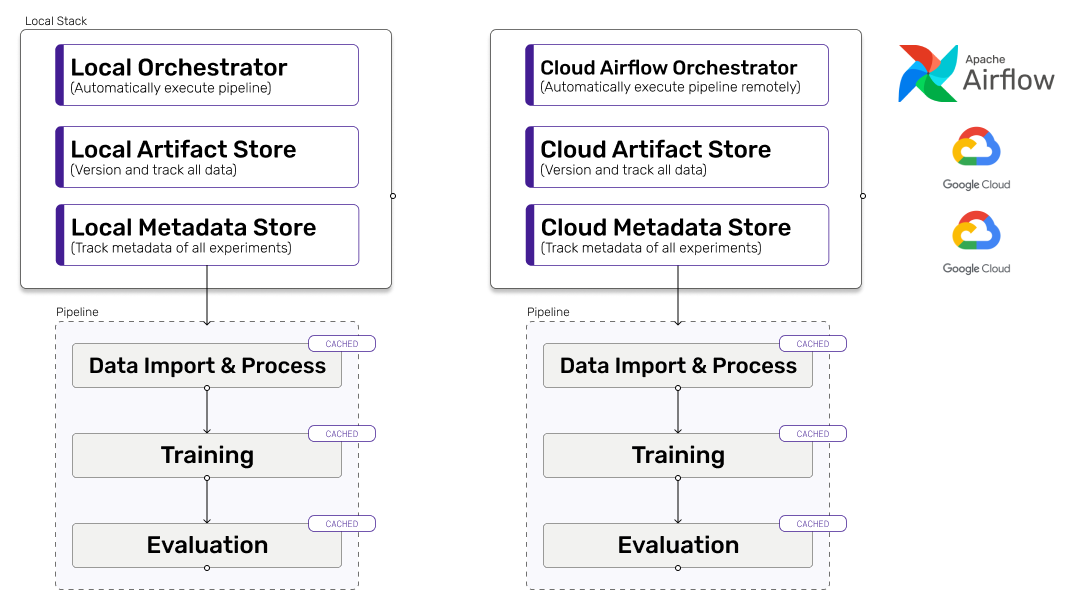 Local Stack
Local Orchestrator
(Automatically execute pipeline)
Local Artifact Store
(Version and track all data)
Local Metadata Store
(Track metadata of all experiments)
Pipeline
CACHED
Data Import & Process
CACHED
Training
CACHED
Evaluation
Cloud Airflow Orchestrator
(Automatically execute pipeline remotely)
Cloud Artifact Store
(Version and track all data)
Cloud Metadata Store
(Track metadata of all experiments)
Pipeline
CACHED
Data Import & Process
CACHED
Training
CACHED
Evaluation
Apache
Airflow
Google Cloud
Google Cloud